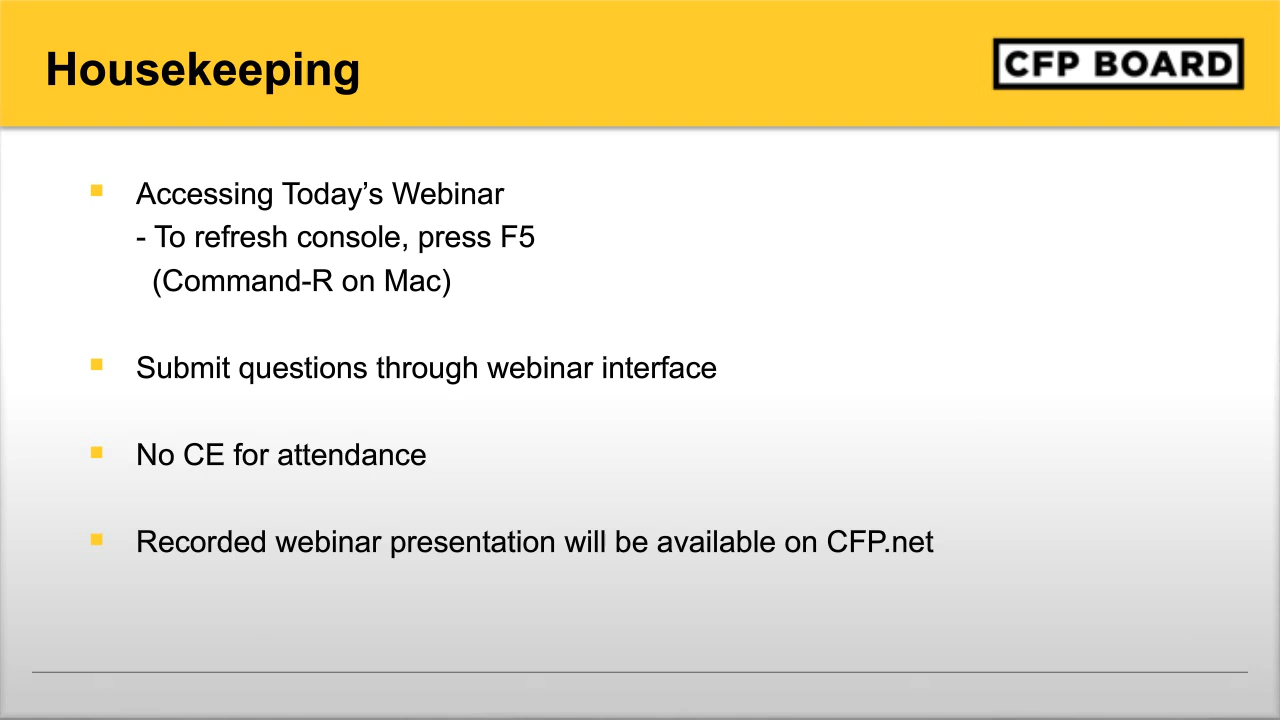 Housekeeping
CFP BOARD
▪ Accessing Today’s Webinar
- To refresh console, press F5
(Command-R on Mac)
▪ Submit questions through webinar interface
▪ No CE for attendance
▪ Recorded webinar presentation will be available on CFP.net